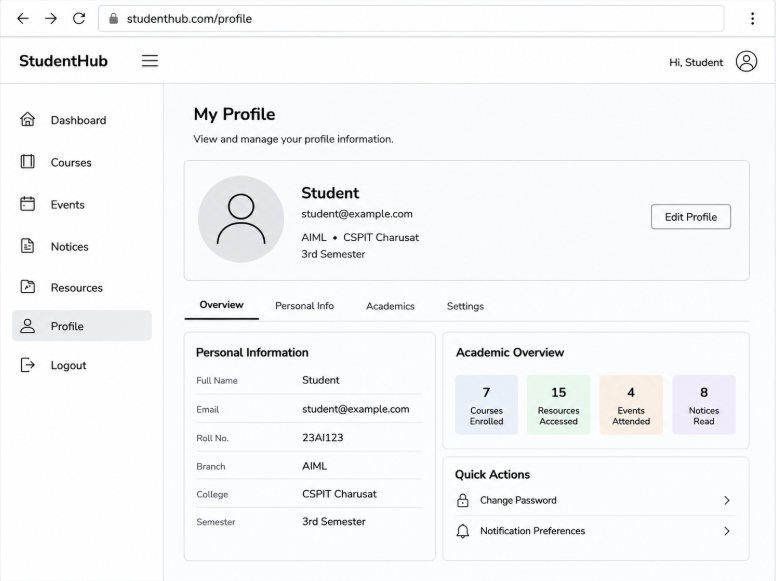 studenthub.com/profile
StudentHub
Hi, Student
Dashboard
Courses
Events
Notices
Resources
Profile
Logout
My Profile
View and manage your profile information.
Student
student@example.com
AIML • CSPIT Charusat
3rd Semester
Edit Profile
Overview Personal Info Academics Settings
Personal Information
Full Name Student
Email student@example.com
Roll No. 23AI123
Branch AIML
College CSPIT Charusat
Semester 3rd Semester
Academic Overview
7
Courses
Enrolled
15
Resources
Accessed
4
Events
Attended
8
Notices
Read
Quick Actions
Change Password
Notification Preferences